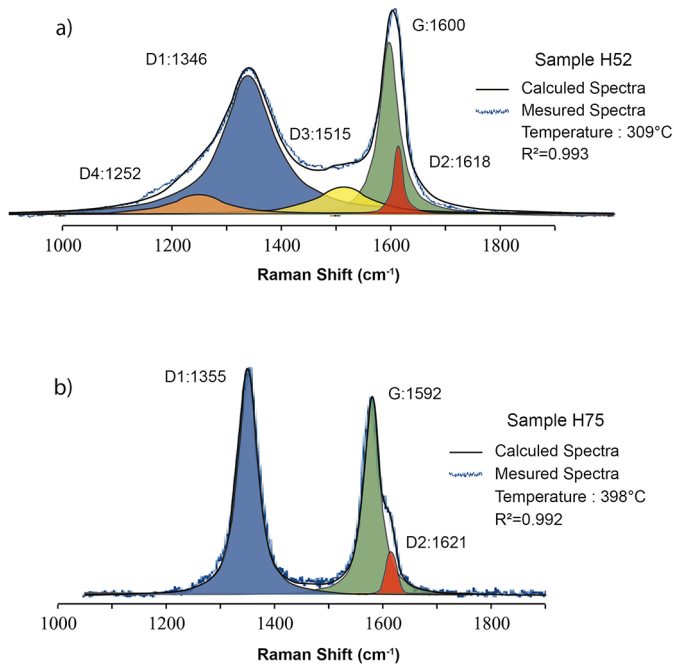 a)
G:1600
D1:1346
Sample H52
Calculed Spectra
Mesured Spectra
Temperature : 309°C
R²=0.993
D3:1515
D4:1252
D2:1618
1000 1200 1400 1600 1800
Raman Shift (cm⁻¹)
b)
D1:1355
G:1592
Sample H75
Calculed Spectra
Mesured Spectra
Temperature : 398°C
R²=0.992
D2:1621
1000 1200 1400 1600 1800
Raman Shift (cm⁻¹)